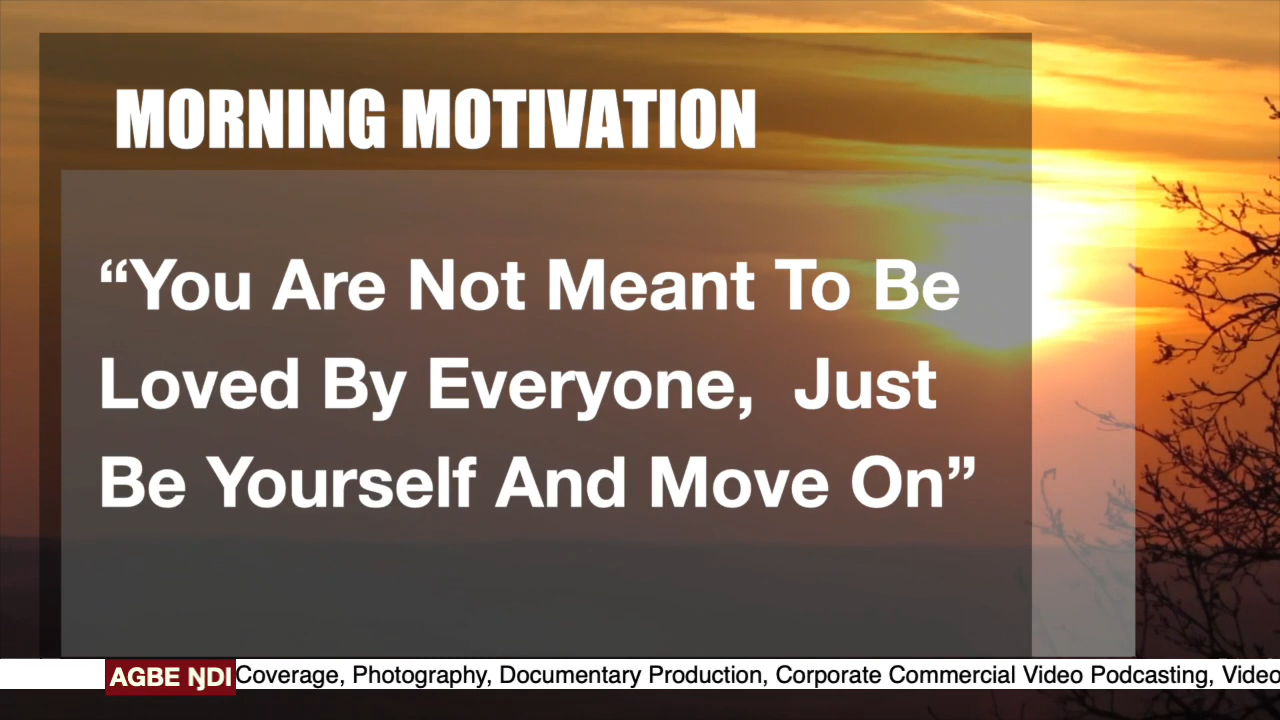 MORNING MOTIVATION
“You Are Not Meant To Be
Loved By Everyone,  Just
Be Yourself And Move On”
AGBE ŊDI Coverage, Photography, Documentary Production, Corporate Commercial Video Podcasting, Video